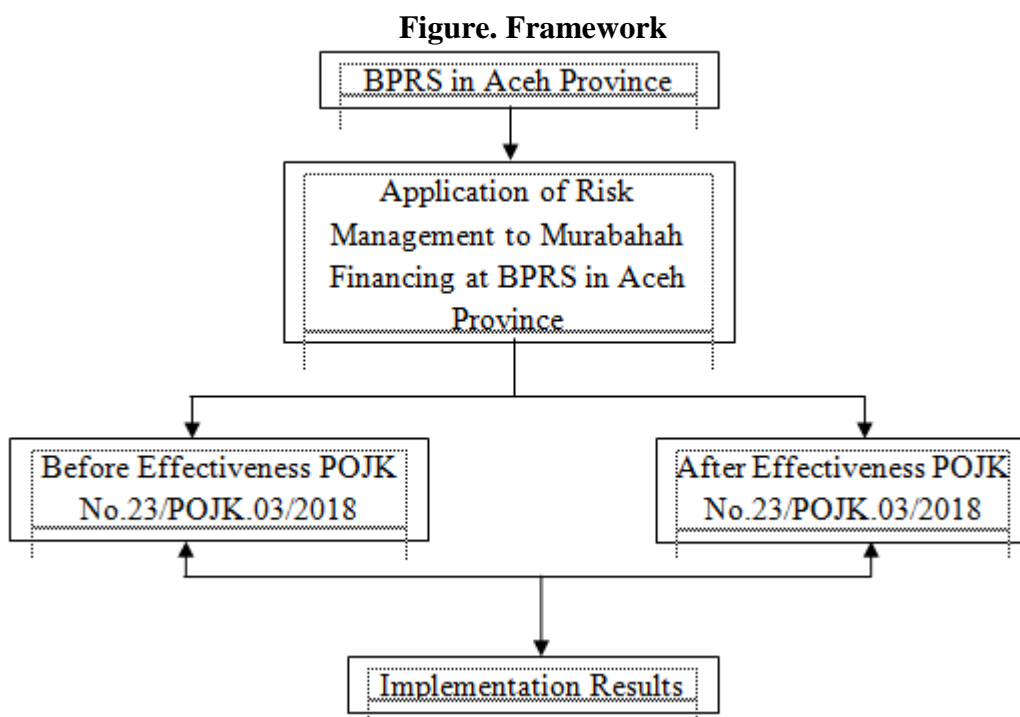 Figure. Framework
BPRS in Aceh Province
Application of Risk
Management to Murabahah
Financing at BPRS in Aceh
Province
Before Effectiveness POJK
No.23/POJK.03/2018
After Effectiveness POJK
No.23/POJK.03/2018
Implementation Results